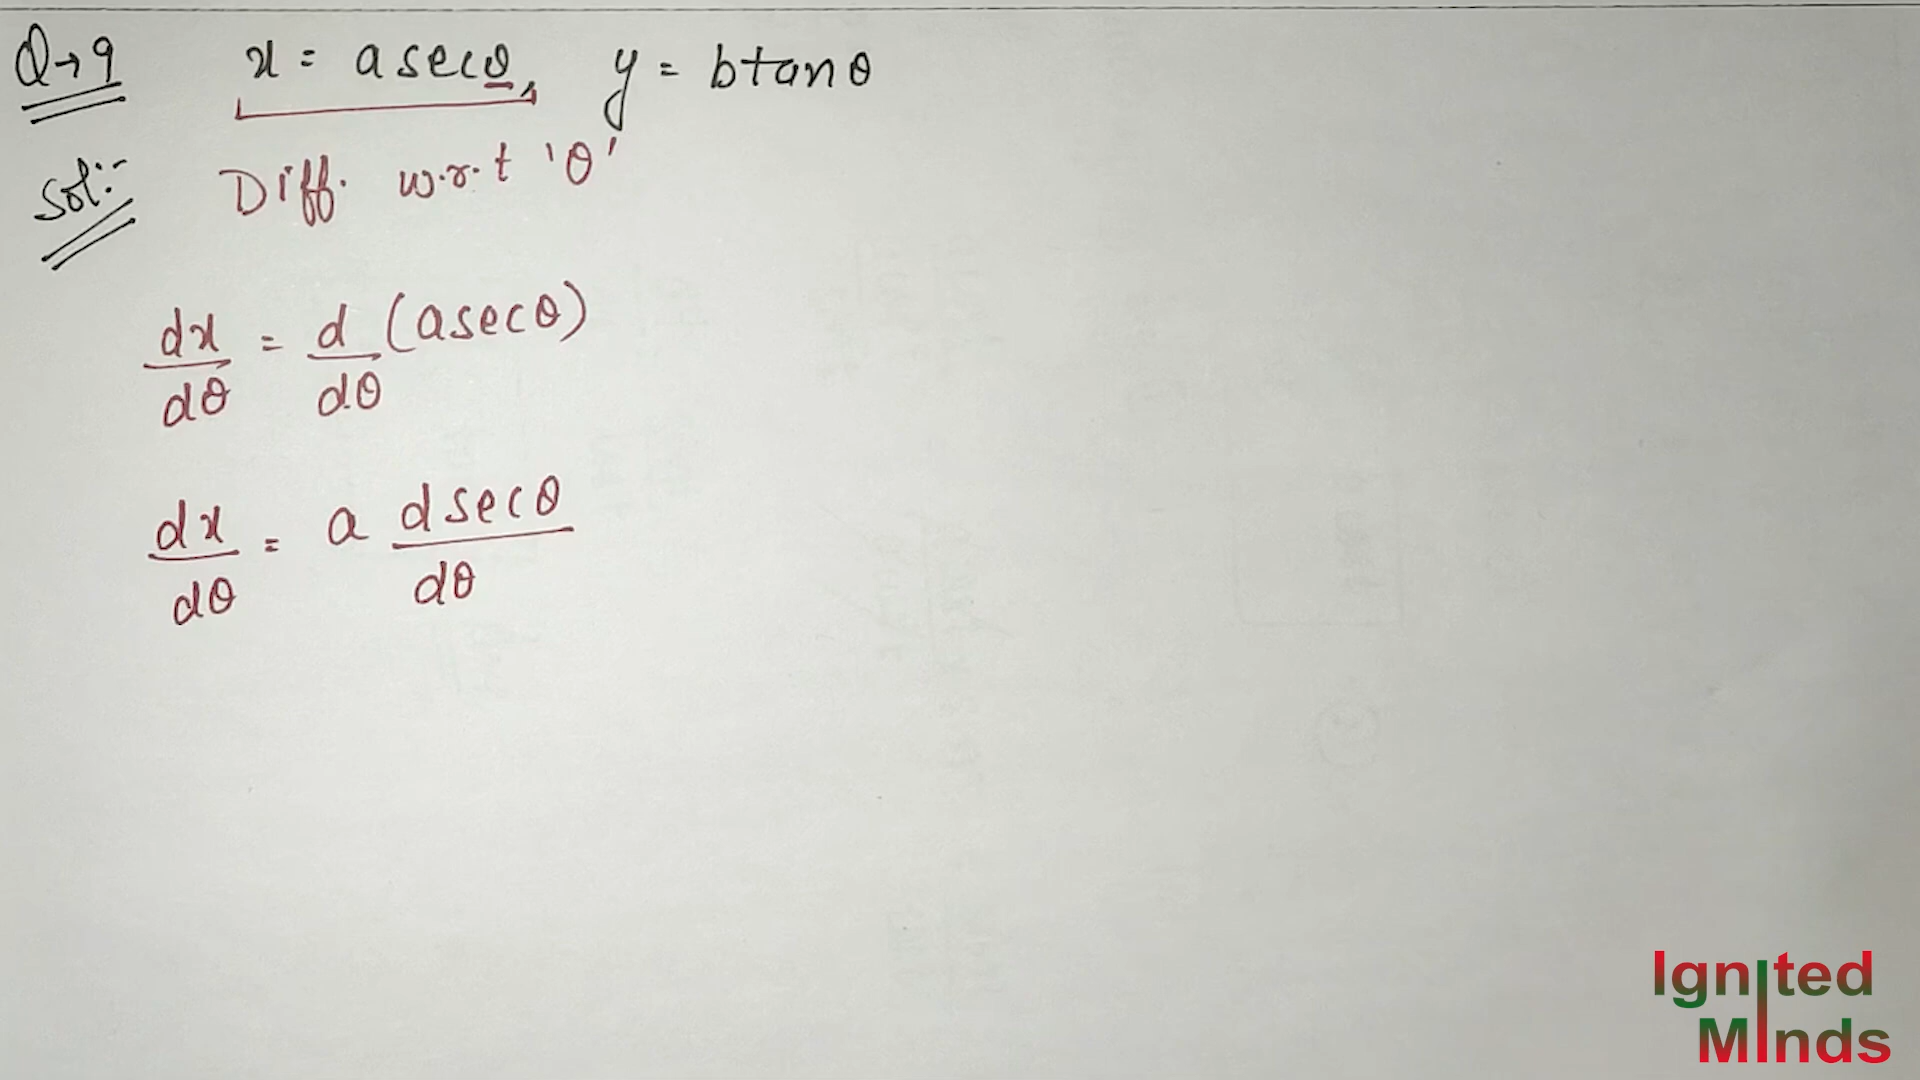 Q→9 x = a secθ, y = b tanθ
Sol:- Diff. w.r.t 'θ'
dx/dθ = d/dθ (a secθ)
dx/dθ = a d secθ/dθ
Ignited
Minds